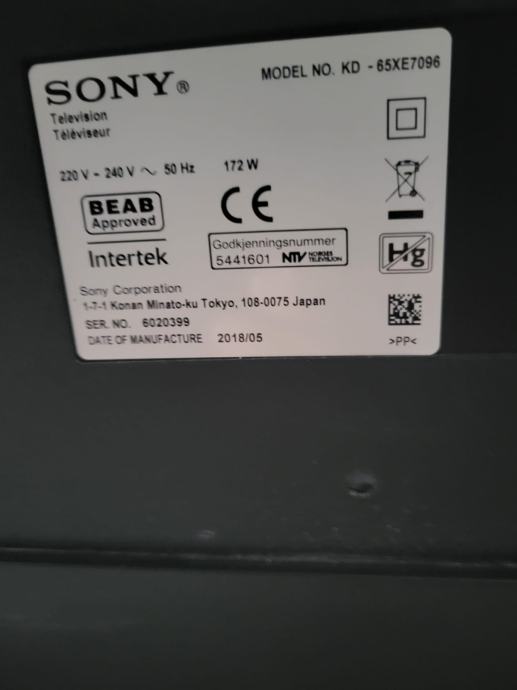 SONY®
MODEL NO. KD - 65XE7096
Television
Téléviseur
220 V - 240 V ~ 50 Hz 172 W
BEAB
Approved
CE
Intertek
Godkjenningsnummer
5441601 NTV NORGES TELEVISJON
Hg
Sony Corporation
1-7-1 Konan Minato-ku Tokyo, 108-0075 Japan
SER. NO. 6020399
DATE OF MANUFACTURE 2018/05
>PP<